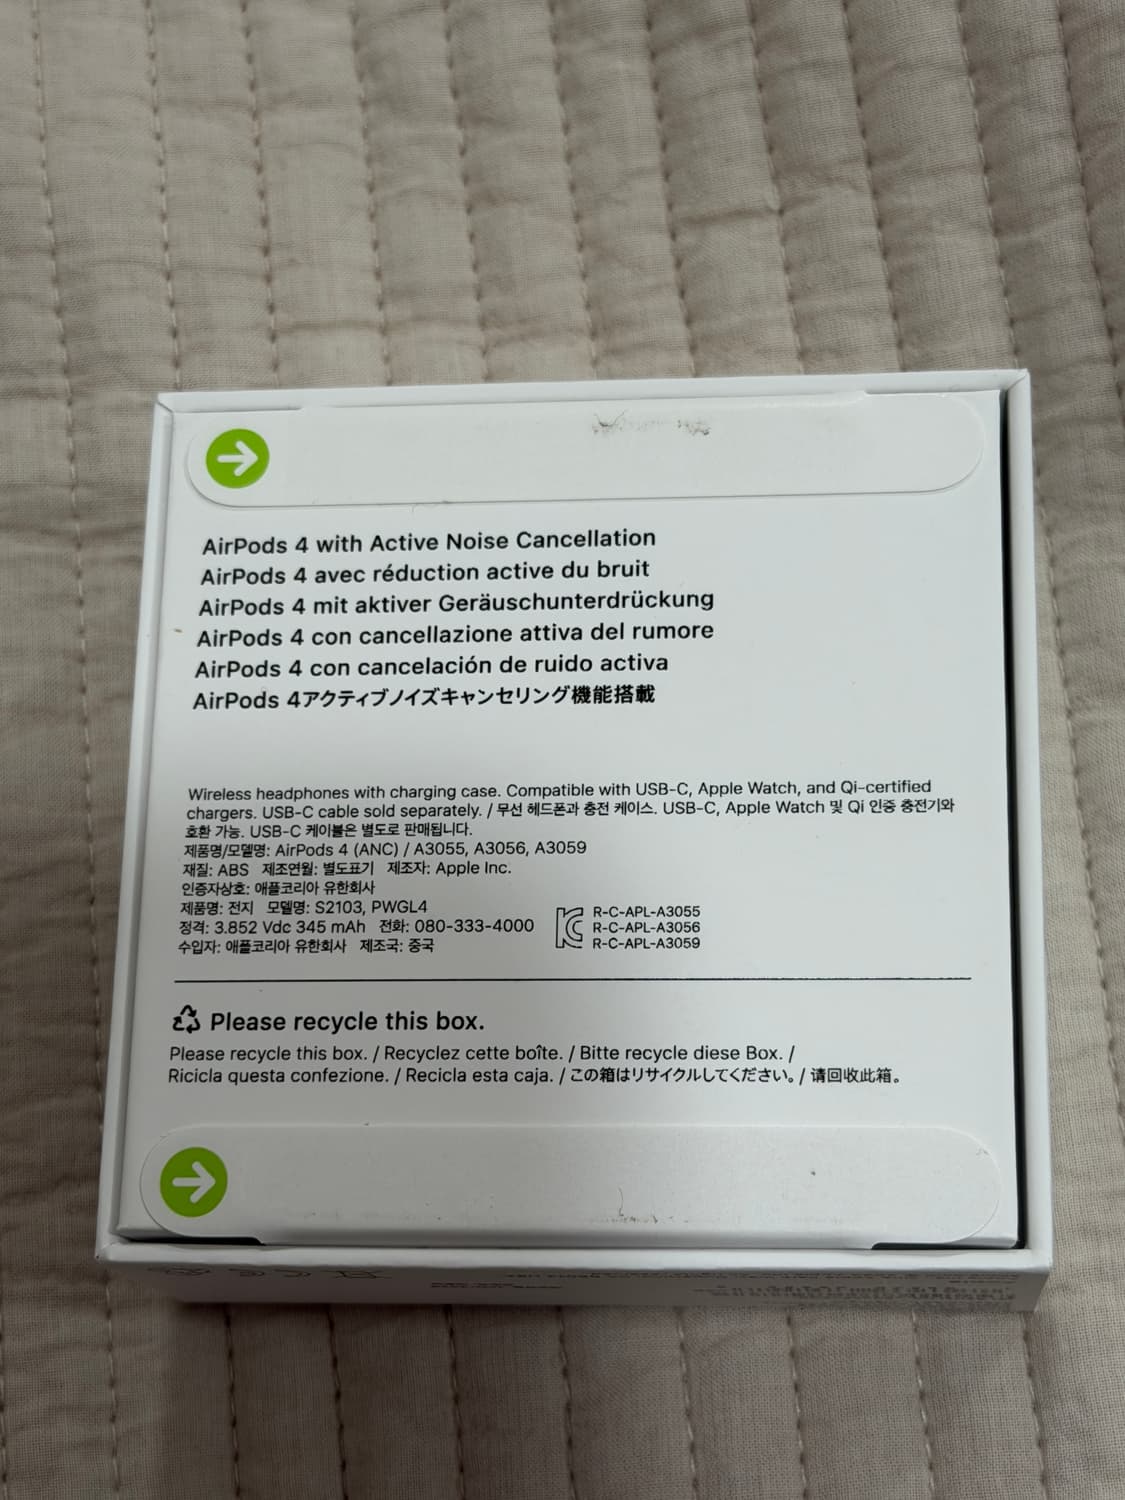 AirPods 4 with Active Noise Cancellation
AirPods 4 avec réduction active du bruit
AirPods 4 mit aktiver Geräuschunterdrückung
AirPods 4 con cancellazione attiva del rumore
AirPods 4 con cancelación de ruido activa
AirPods 4アクティブノイズキャンセリング機能搭載
Wireless headphones with charging case. Compatible with USB-C, Apple Watch, and Qi-certified
chargers. USB-C cable sold separately. / 무선 헤드폰과 충전 케이스. USB-C, Apple Watch 및 Qi 인증 충전기와
호환 가능. USB-C 케이블은 별도로 판매됩니다.
제품명/모델명: AirPods 4 (ANC) / A3055, A3056, A3059
재질: ABS 제조연월: 별도표기 제조자: Apple Inc.
인증자상호: 애플코리아 유한회사
제품명: 전지 모델명: S2103, PWGL4
정격: 3.852 Vdc 345 mAh 전화: 080-333-4000
수입자: 애플코리아 유한회사 제조국: 중국
R-C-APL-A3055
R-C-APL-A3056
R-C-APL-A3059
Please recycle this box.
Please recycle this box. / Recyclez cette boîte. / Bitte recycle diese Box. /
Ricicla questa confezione. / Recicla esta caja. / この箱はリサイクルしてください。/ 请回收此箱。